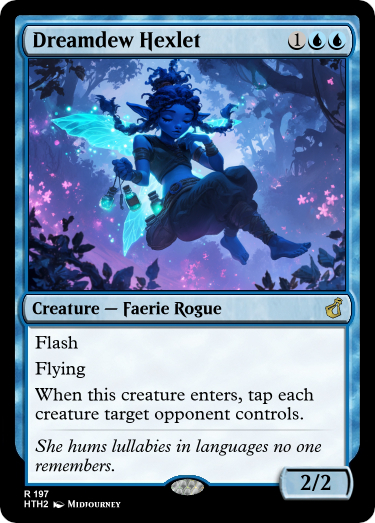 Dreamdew Hexlet 1
Creature — Faerie Rogue
Flash
Flying
When this creature enters, tap each
creature target opponent controls.
She hums lullabies in languages no one
remembers.
2/2
R 197
HTH2 Midjourney